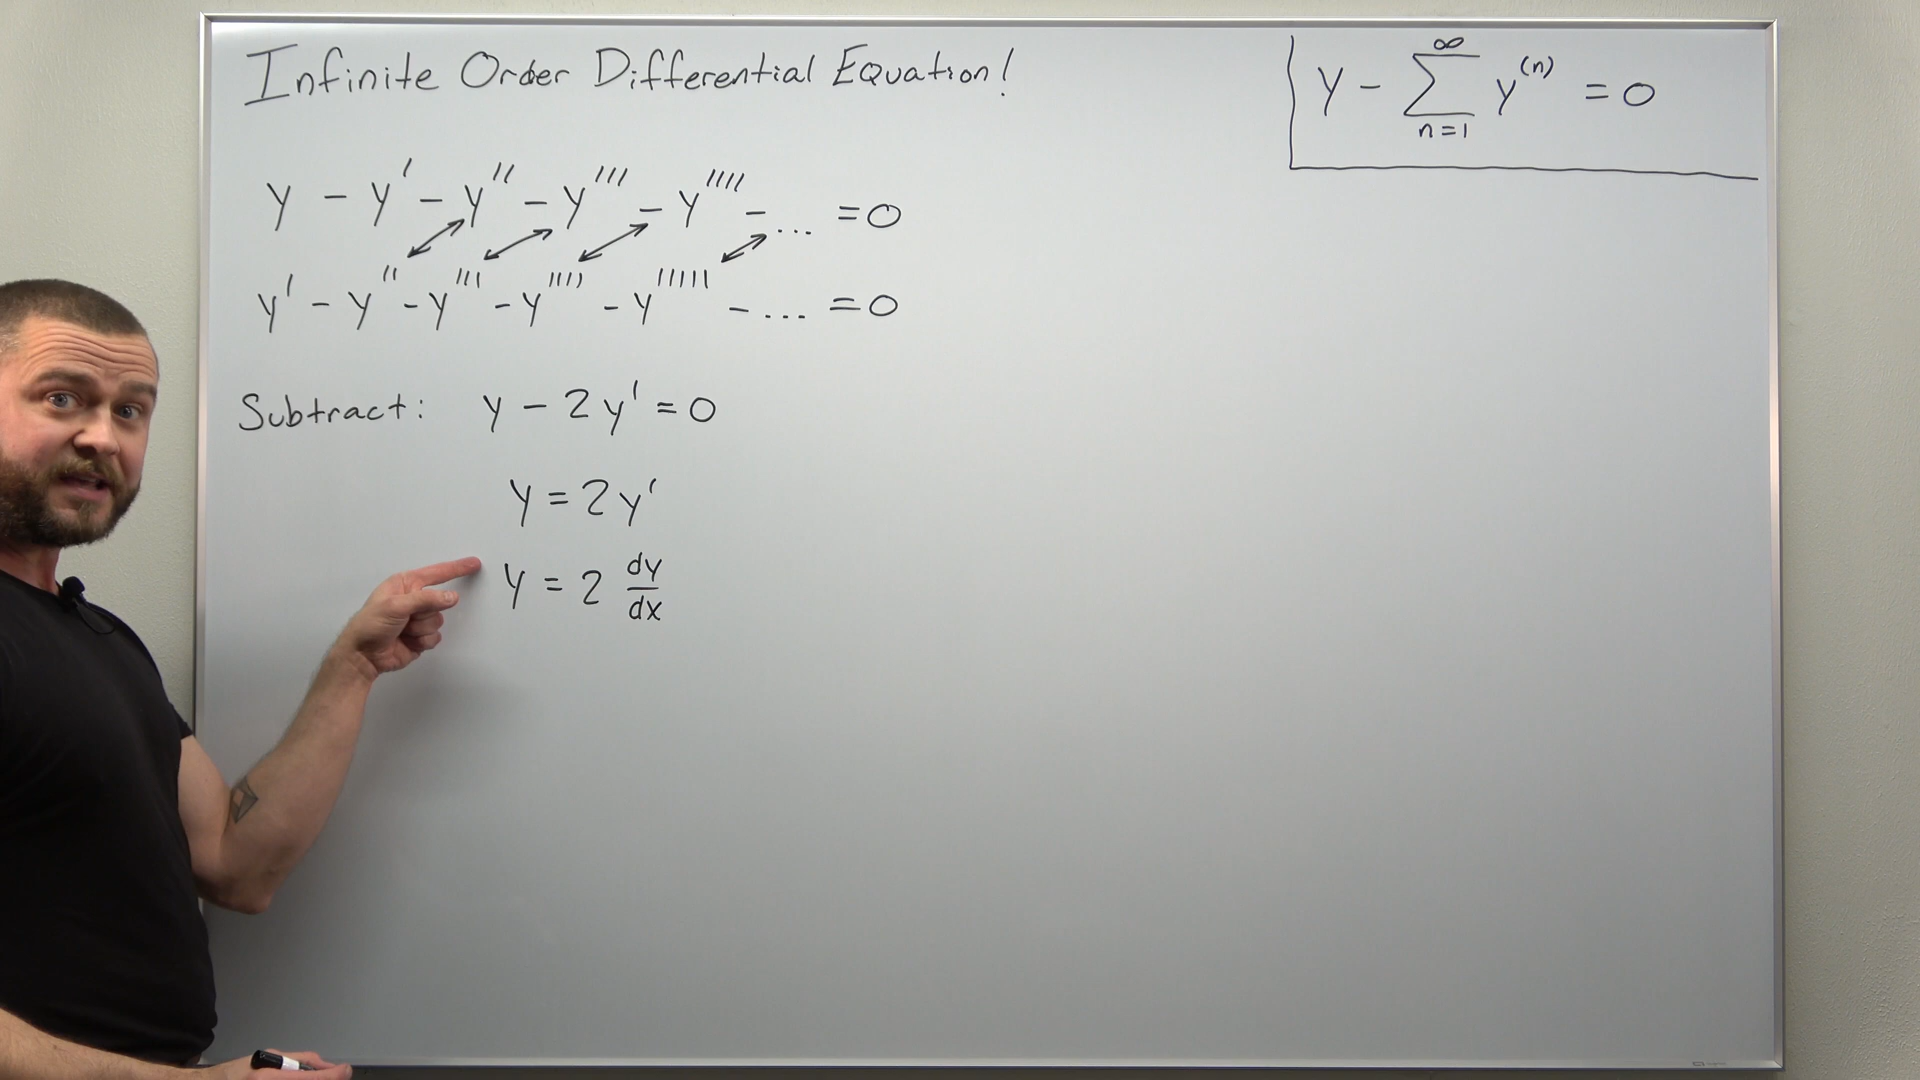 Infinite Order Differential Equation!
y - ∑_{n=1}^{∞} y^{(n)} = 0
y - y' - y'' - y''' - y'''' - ... = 0
y' - y'' - y''' - y'''' - y''''' - ... = 0
Subtract: y - 2y' = 0
y = 2y'
y = 2 dy/dx